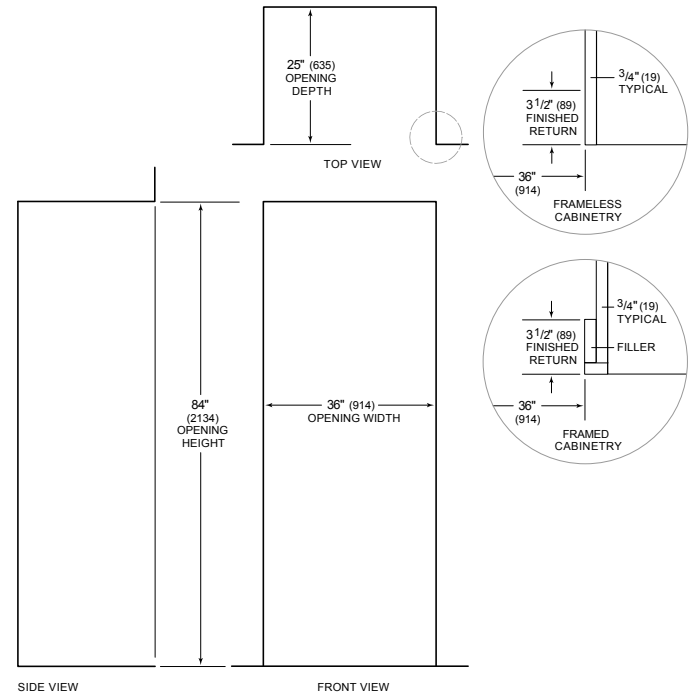 25" (635)
OPENING
DEPTH
TOP VIEW
3/4" (19)
TYPICAL
3 1/2" (89)
FINISHED
RETURN
36"
(914)
FRAMELESS
CABINETRY
3/4" (19)
TYPICAL
3 1/2" (89)
FINISHED
RETURN
FILLER
36"
(914)
FRAMED
CABINETRY
84"
(2134)
OPENING
HEIGHT
36" (914)
OPENING WIDTH
SIDE VIEW
FRONT VIEW